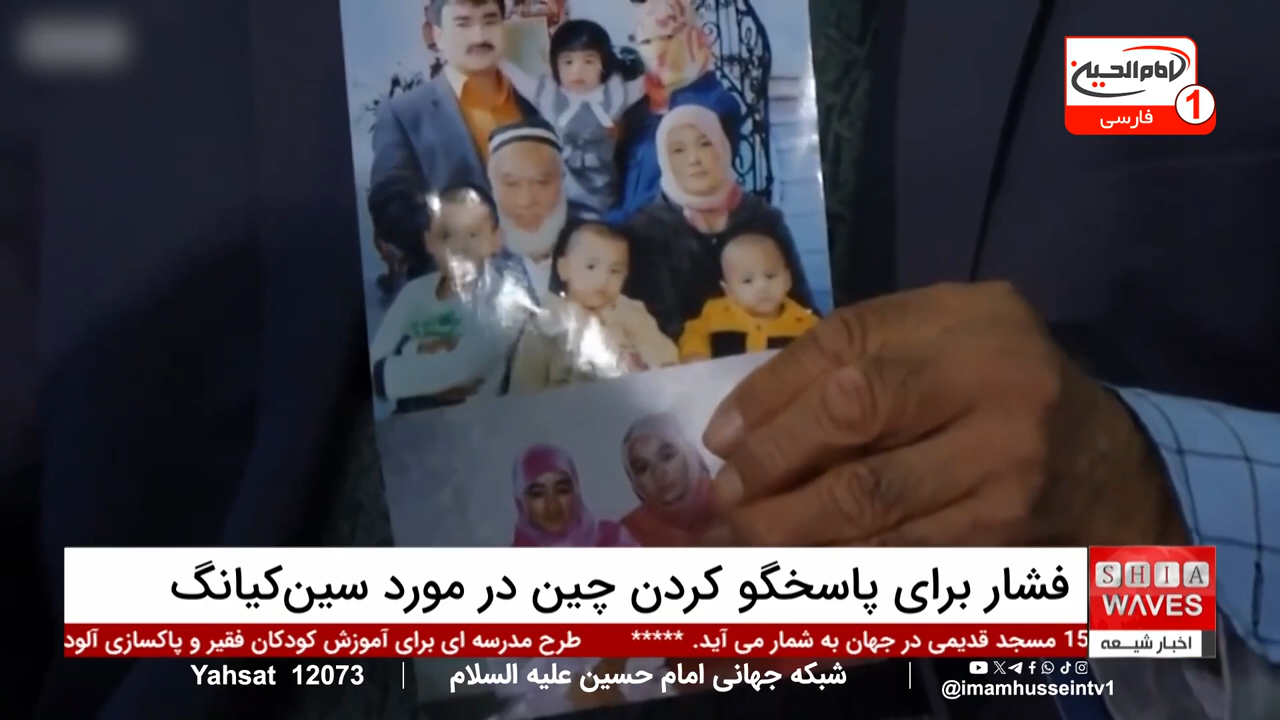 امام الحسین
1
فارسی
فشار برای پاسخگو کردن چین در مورد سین‌کیانگ
SHIA
WAVES
اخبار شیعه
15 مسجد قدیمی در جهان به شمار می آید. ***** طرح مدرسه ای برای آموزش کودکان فقیر و پاکسازی آلود
Yahsat 12073 | شبکه جهانی امام حسین علیه السلام |
@imamhusseintv1